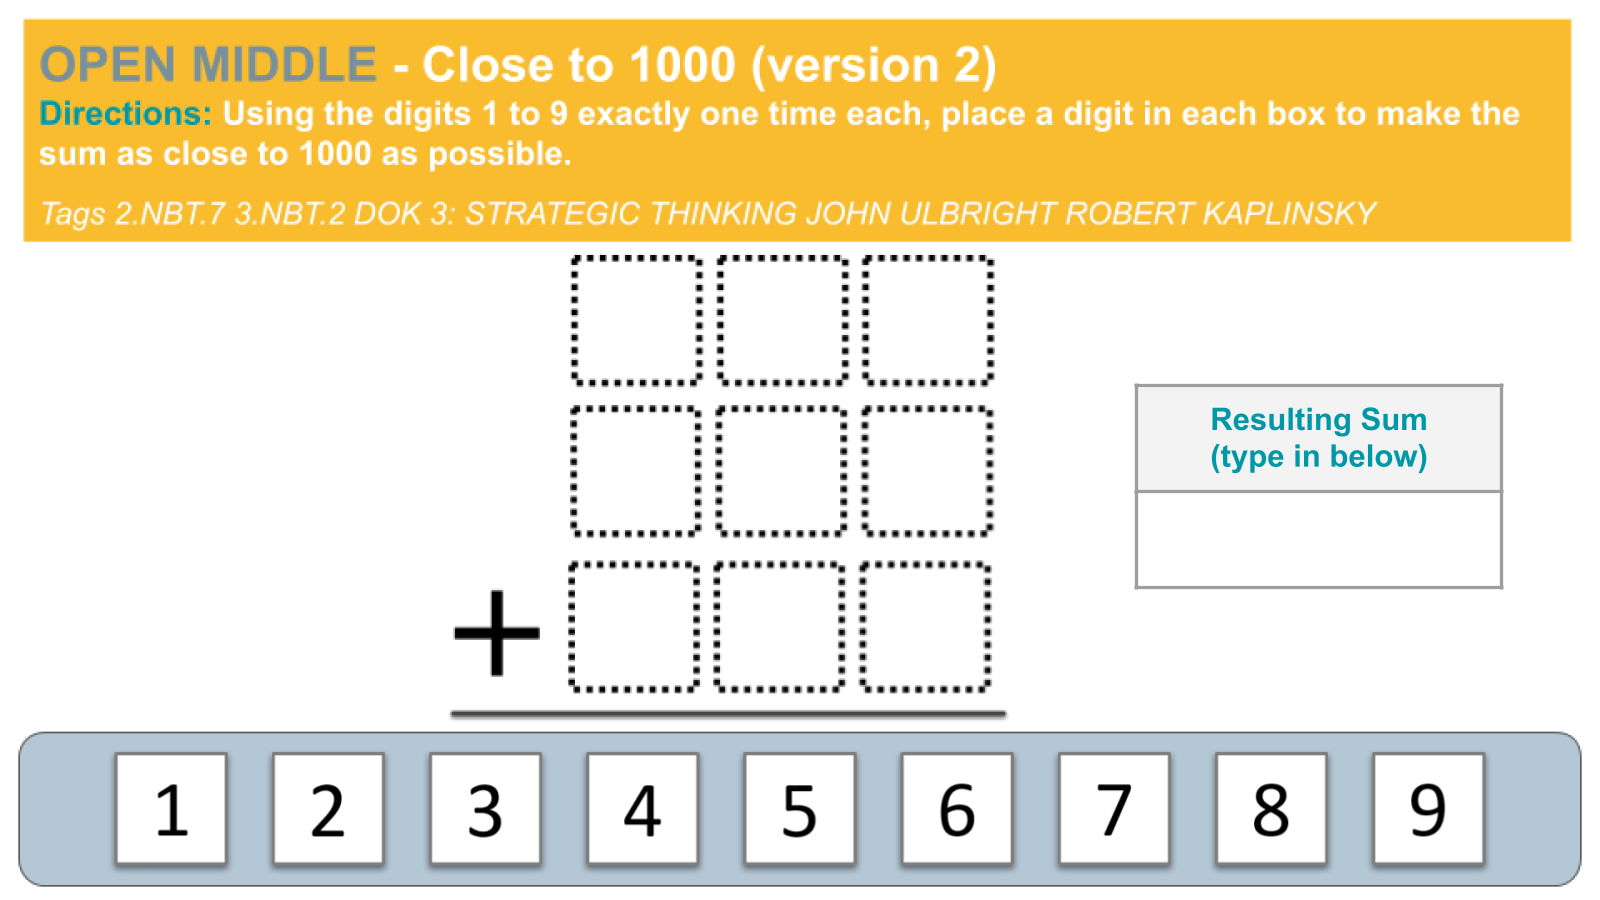 OPEN MIDDLE - Close to 1000 (version 2)
Directions: Using the digits 1 to 9 exactly one time each, place a digit in each box to make the
sum as close to 1000 as possible.
Tags 2.NBT.7 3.NBT.2 DOK 3: STRATEGIC THINKING JOHN ULBRIGHT ROBERT KAPLINSKY
Resulting Sum
(type in below)
+
1 2 3 4 5 6 7 8 9